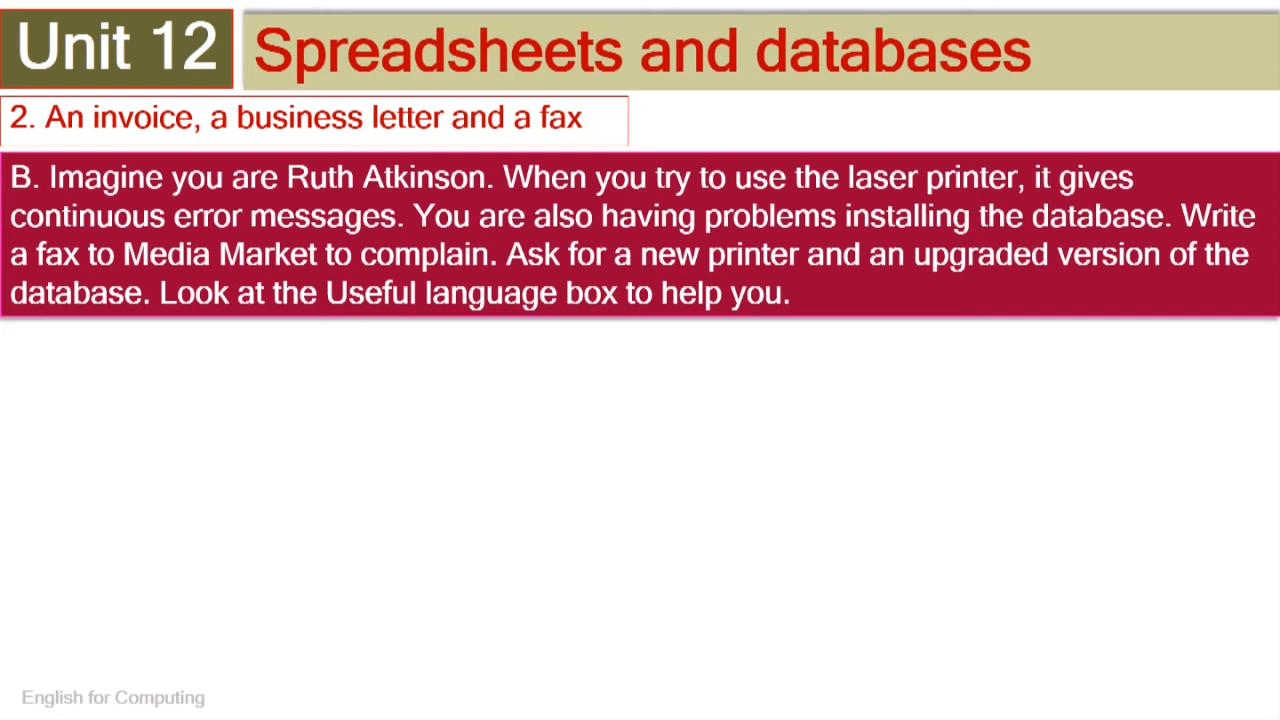 Unit 12
Spreadsheets and databases
2. An invoice, a business letter and a fax
B. Imagine you are Ruth Atkinson. When you try to use the laser printer, it gives
continuous error messages. You are also having problems installing the database. Write
a fax to Media Market to complain. Ask for a new printer and an upgraded version of the
database. Look at the Useful language box to help you.
English for Computing